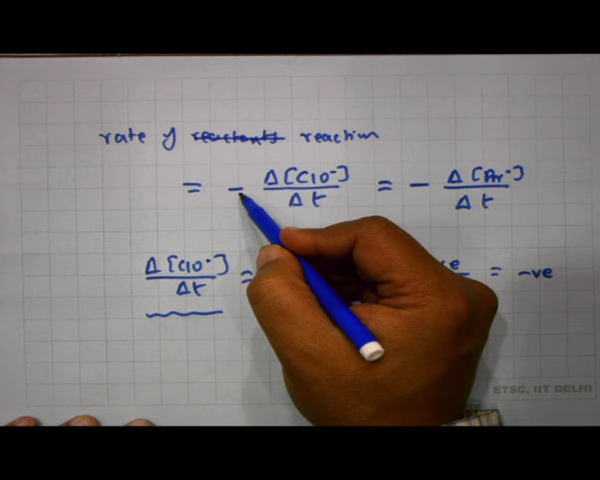 rate of reactants reaction
= - Δ[ClO⁻]/Δt = - Δ[Br⁻]/Δt
Δ[ClO⁻]/Δt = ve = -ve
ETSC, IIT DELHI